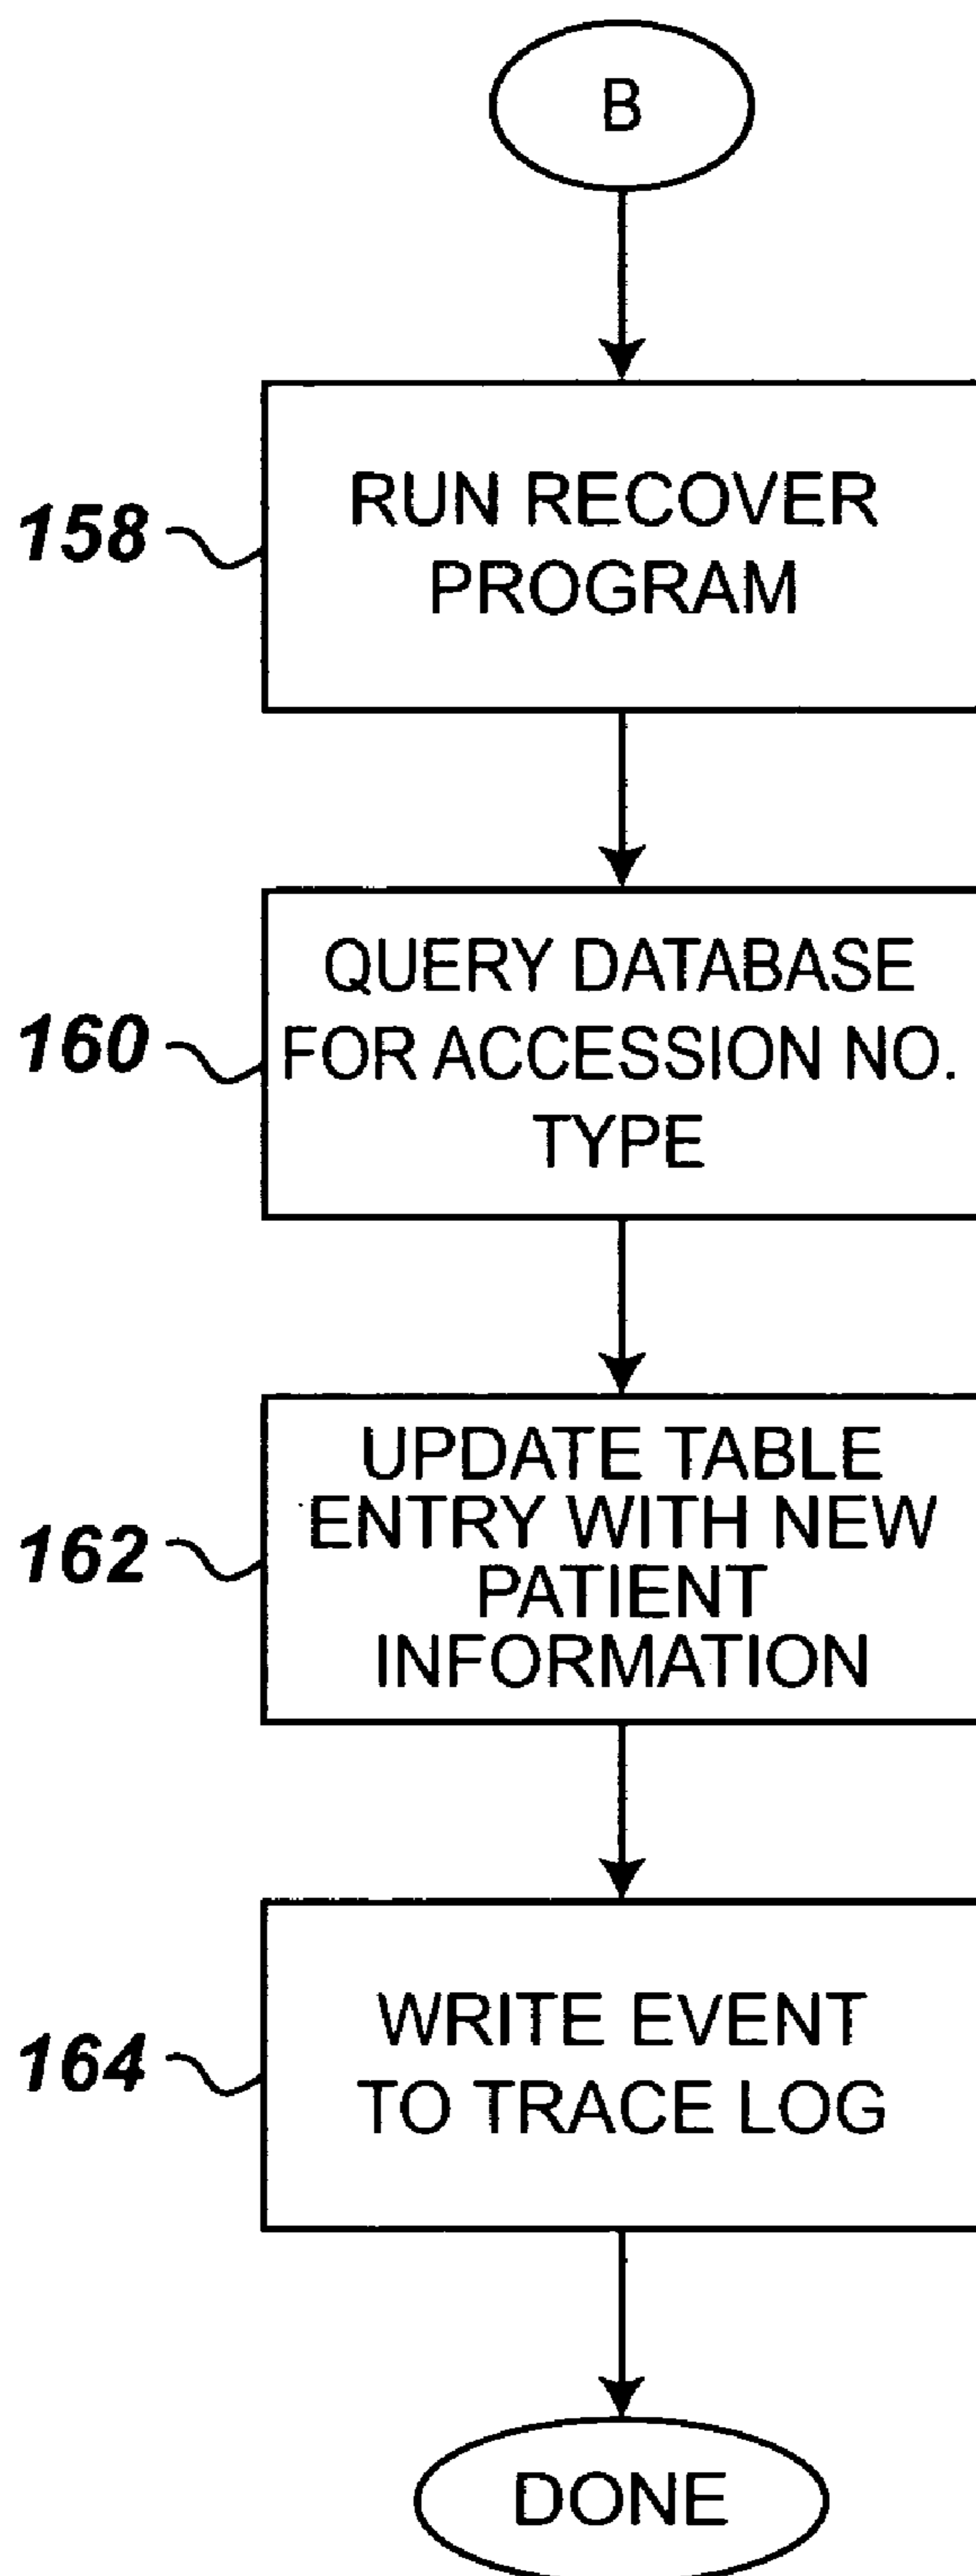 B
158
RUN RECOVER
PROGRAM
160
QUERY DATABASE
FOR ACCESSION NO.
TYPE
162
UPDATE TABLE
ENTRY WITH NEW
PATIENT
INFORMATION
164
WRITE EVENT
TO TRACE LOG
DONE